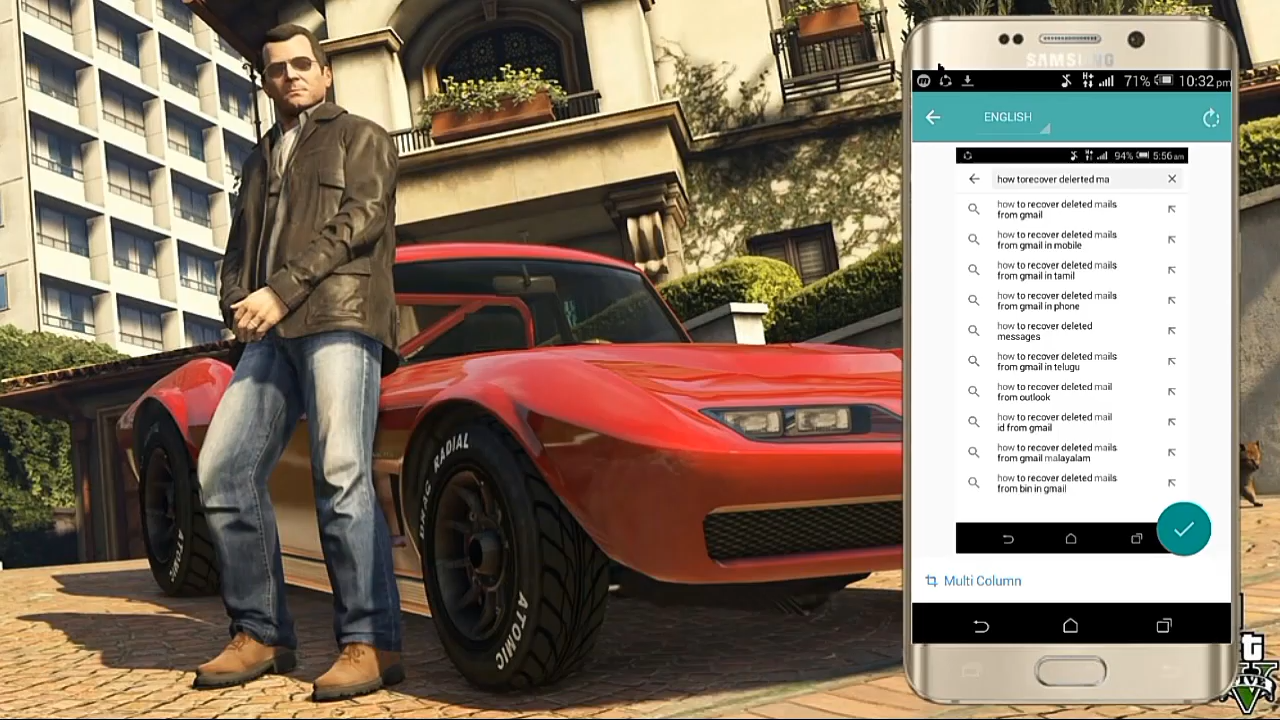 SAMSUNG
71% 10:32 pm
ENGLISH
94% 5:56 am
how torecover delerted ma
how to recover deleted mails
from gmail
how to recover deleted mails
from gmail in mobile
how to recover deleted mails
from gmail in tamil
how to recover deleted mails
from gmail in phone
how to recover deleted
messages
how to recover deleted mails
from gmail in telugu
how to recover deleted mail
from outlook
how to recover deleted mail
id from gmail
how to recover deleted mails
from gmail malayalam
how to recover deleted mails
from bin in gmail
Multi Column
RADIAL
ATOMIC
ATOMIC
V